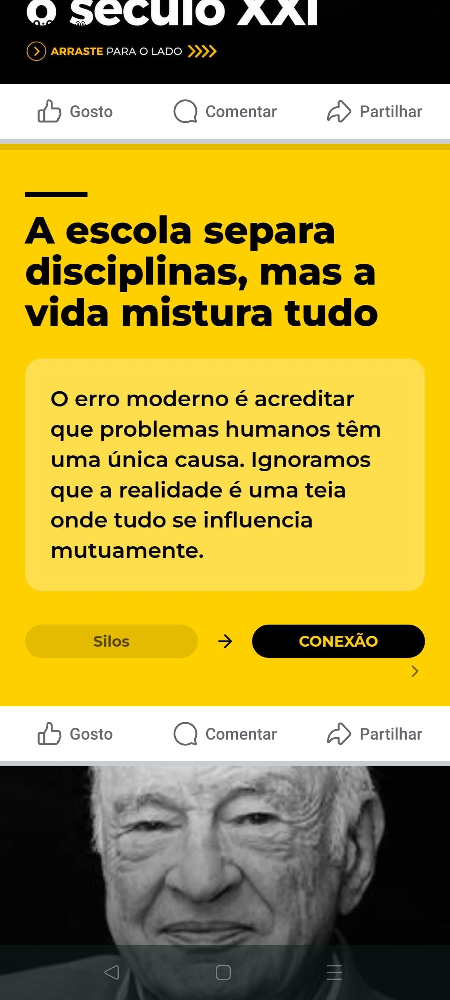 o século XXI
ARRASTE PARA O LADO
Gosto
Comentar
Partilhar
A escola separa
disciplinas, mas a
vida mistura tudo
O erro moderno é acreditar
que problemas humanos têm
uma única causa. Ignoramos
que a realidade é uma teia
onde tudo se influencia
mutuamente.
Silos
CONEXÃO
Gosto
Comentar
Partilhar